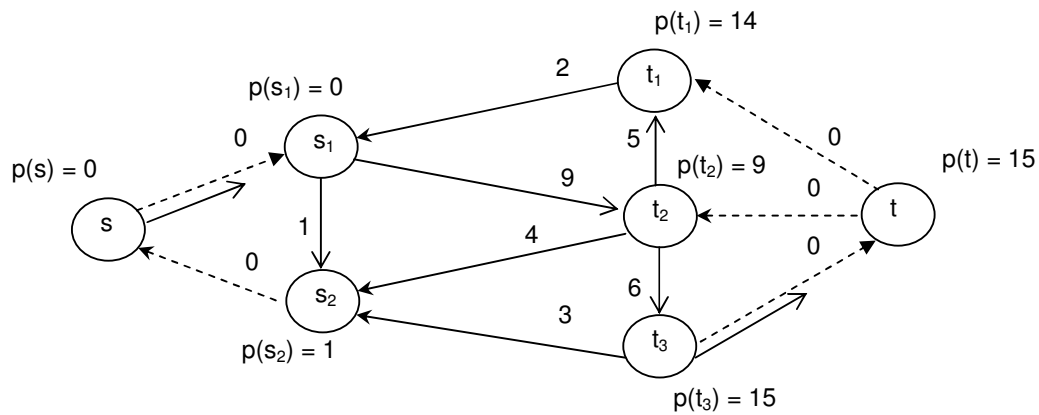 p(t₁) = 14
2
t₁
p(s₁) = 0
0
s₁
5
0
p(s) = 0
9
p(t₂) = 9
p(t) = 15
s
t₂
0
t
1
4
0
0
s₂
6
3
p(s₂) = 1
t₃
p(t₃) = 15